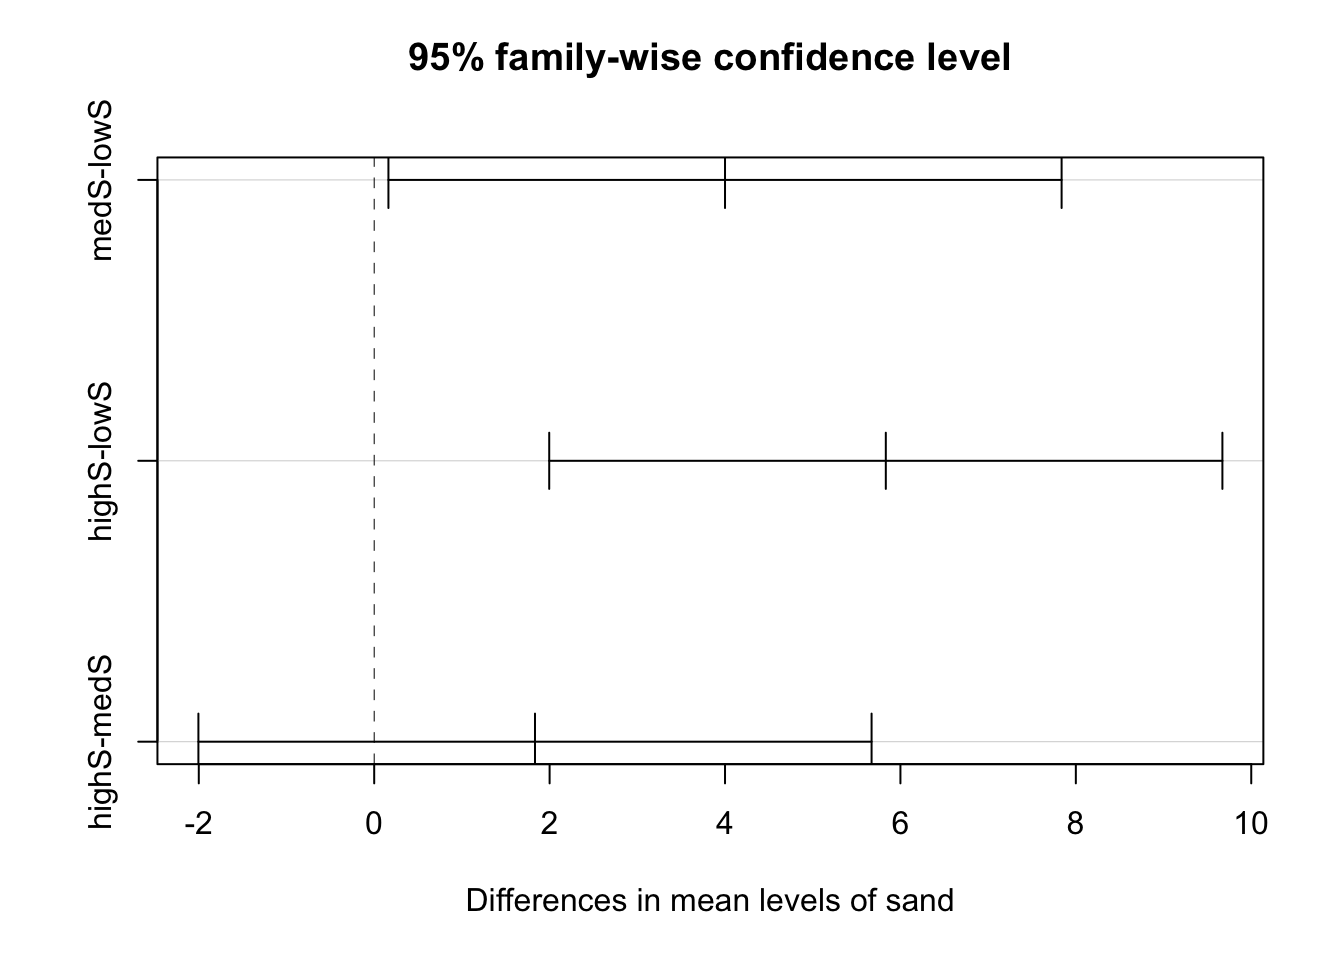 95% family-wise confidence level
medS-lowS
highS-lowS
highS-medS
-2 0 2 4 6 8 10
Differences in mean levels of sand